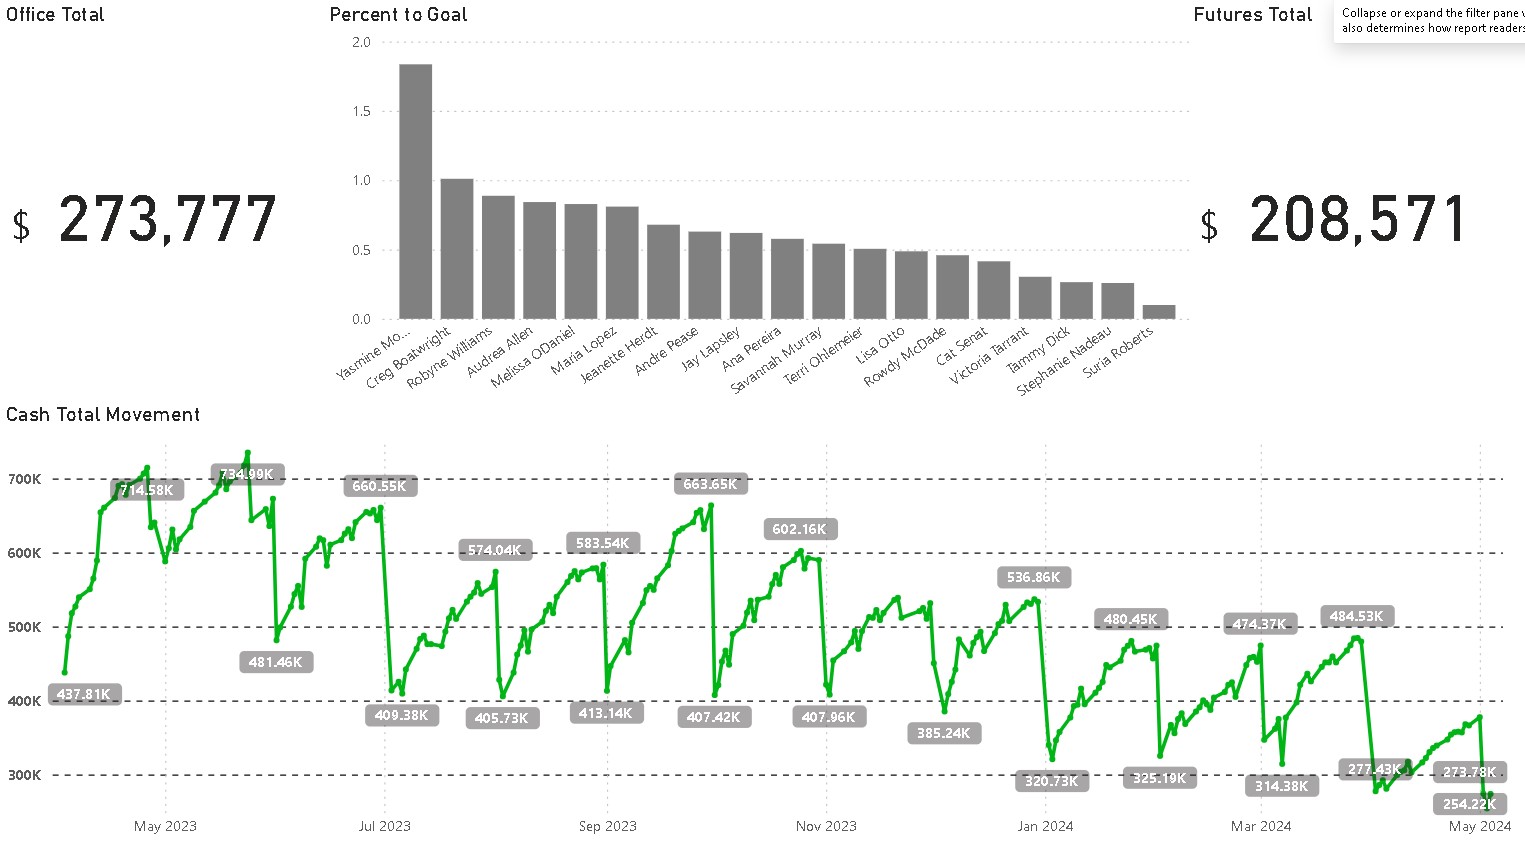 Office Total
$ 273,777
Percent to Goal
2.0
1.5
1.0
0.5
0.0
Yasmine Mo...
Creg Boatwright
Robyne Williams
Audrea Allen
Melissa ODaniel
Maria Lopez
Jeanette Herdt
Andre Pease
Jay Lapsley
Ana Pereira
Savannah Murray
Terri Ohlemeier
Lisa Otto
Rowdy McDade
Cat Senat
Victoria Tarrant
Tammy Dick
Stephanie Nadeau
Suria Roberts
Futures Total
$ 208,571
Collapse or expand the filter pane
also determines how report readers
Cash Total Movement
700K
600K
500K
400K
300K
437.81K
714.58K
734.99K
481.46K
660.55K
409.38K
574.04K
405.73K
583.54K
413.14K
663.65K
407.42K
602.16K
407.96K
385.24K
536.86K
320.73K
480.45K
325.19K
474.37K
314.38K
484.53K
277.43K
273.78K
254.22K
May 2023
Jul 2023
Sep 2023
Nov 2023
Jan 2024
Mar 2024
May 2024